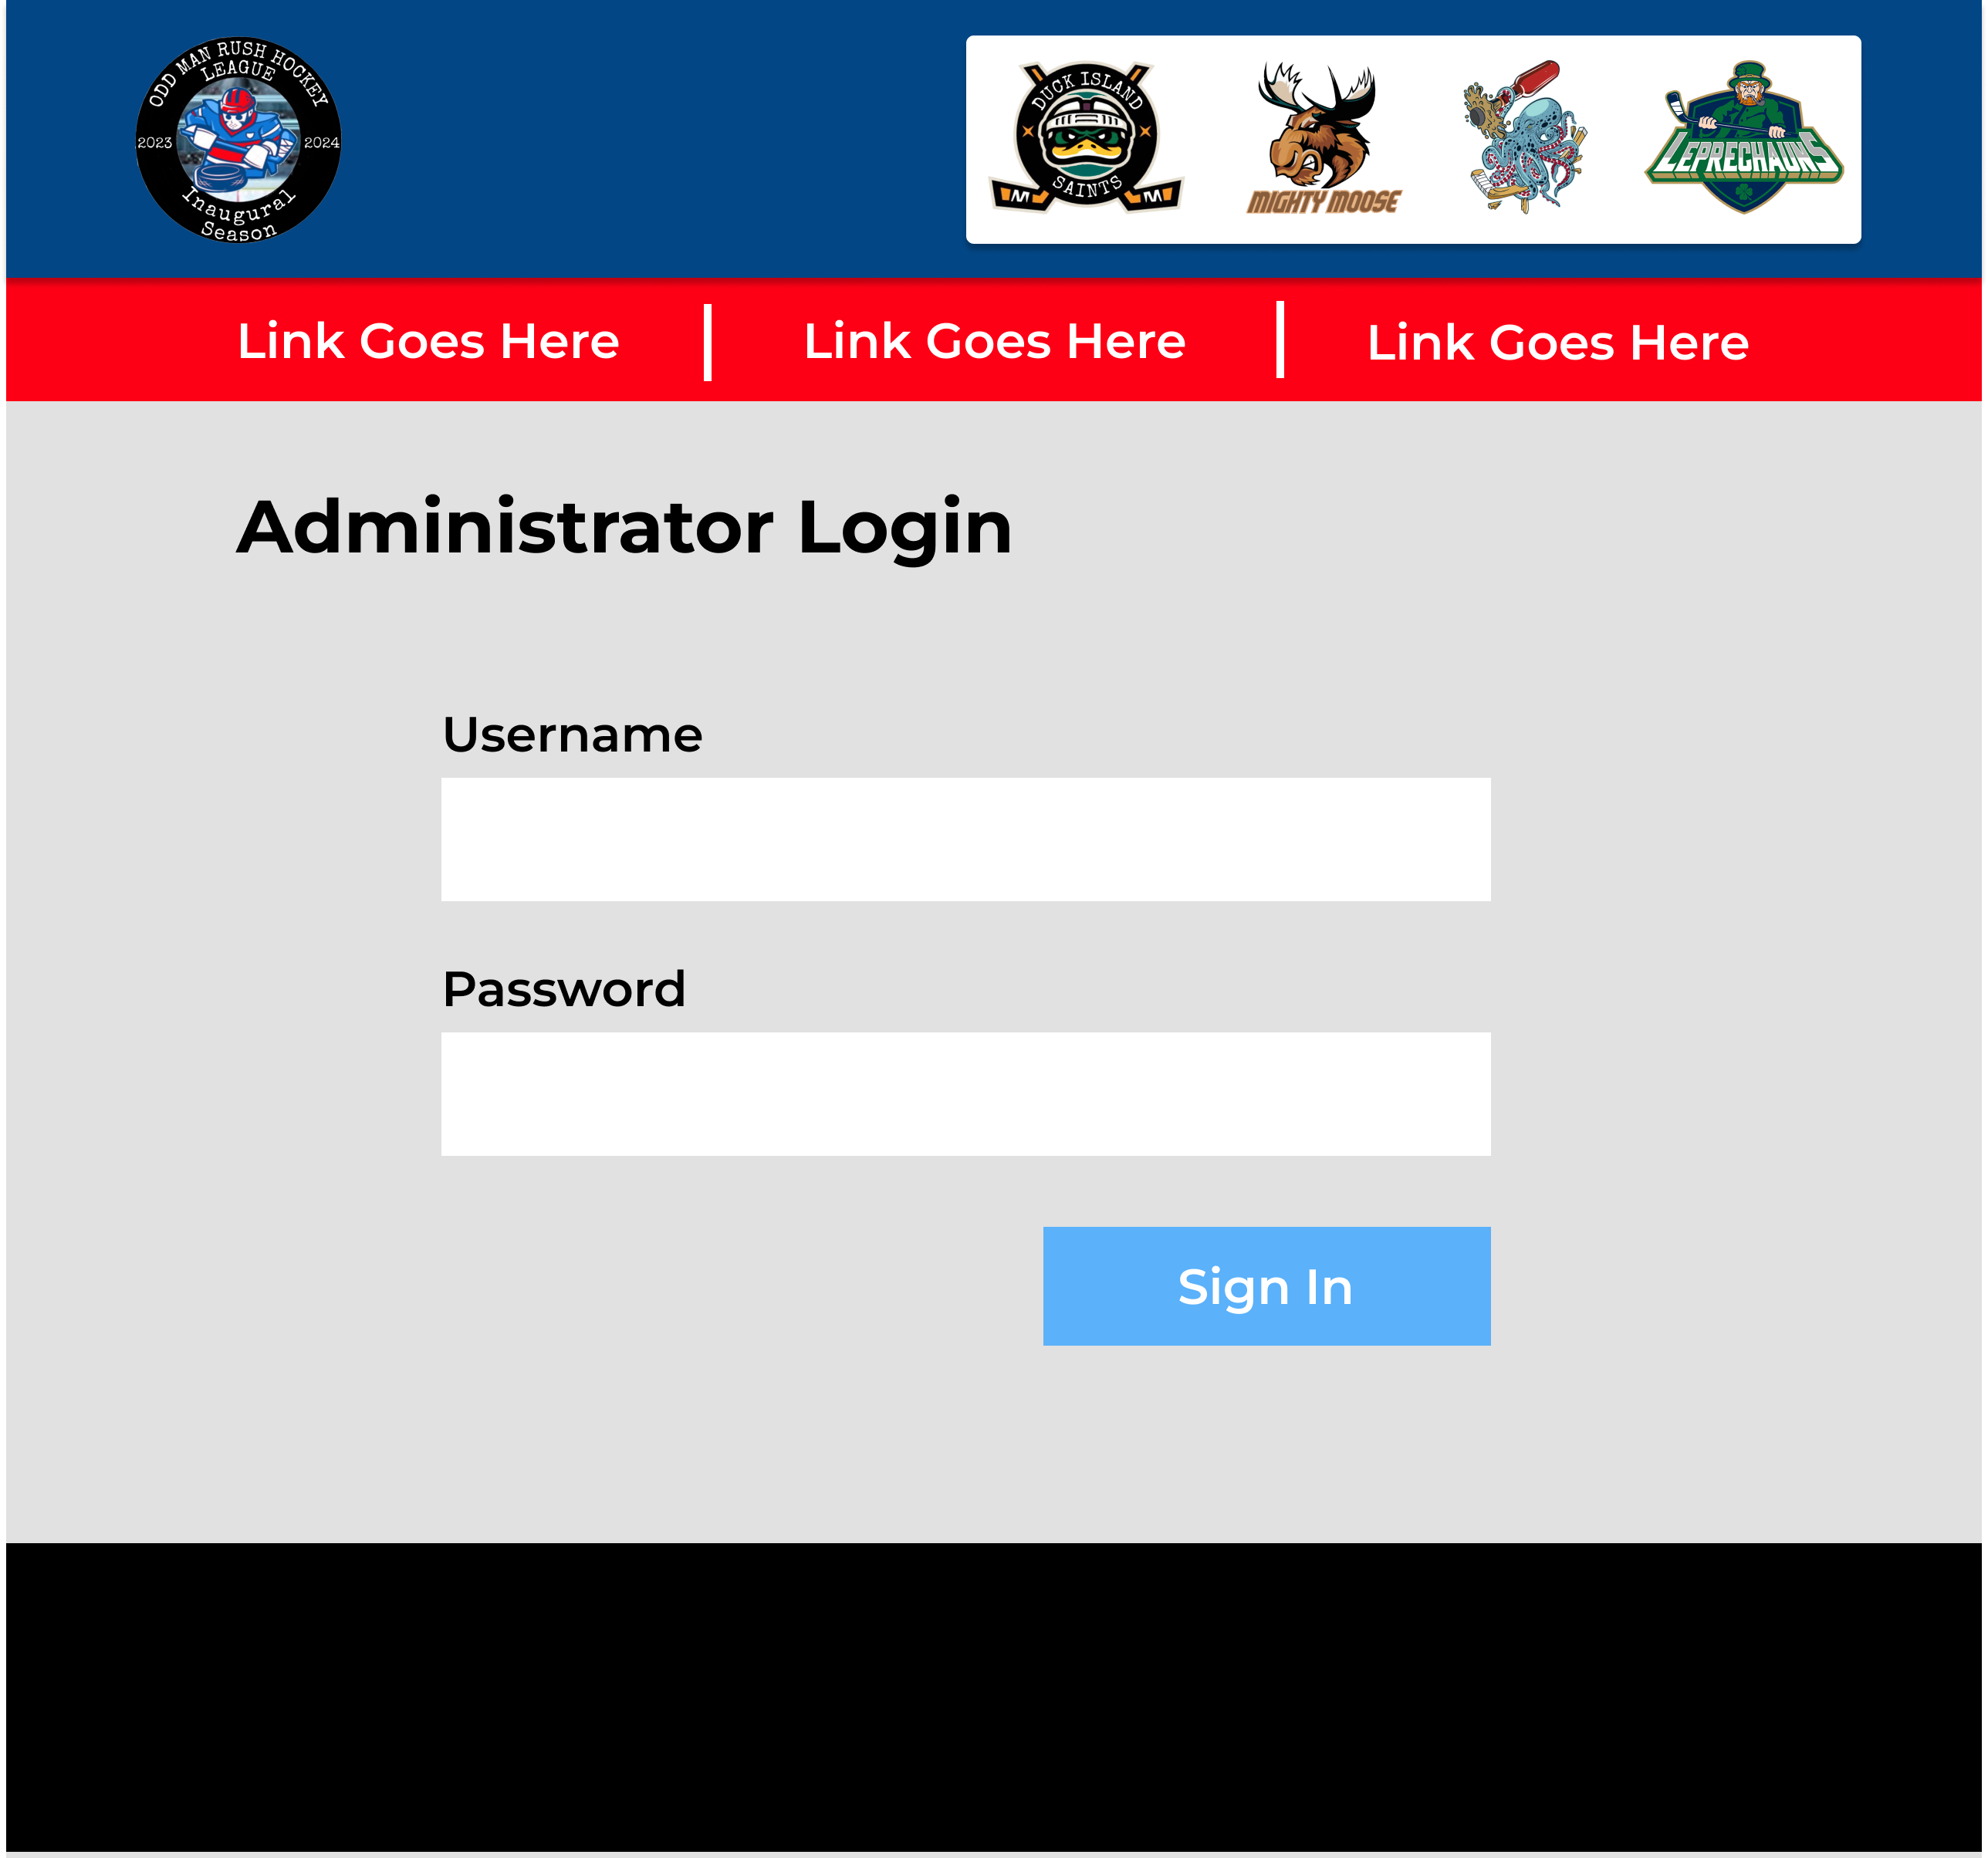 ODD MAN RUSH HOCKEY
LEAGUE
2023
2024
Inaugural
Season
DUCK ISLAND
SAINTS
M
M
MIGHTY MOOSE
LEPRECHAUNS
Link Goes Here
Link Goes Here
Link Goes Here
Administrator Login
Username
Password
Sign In